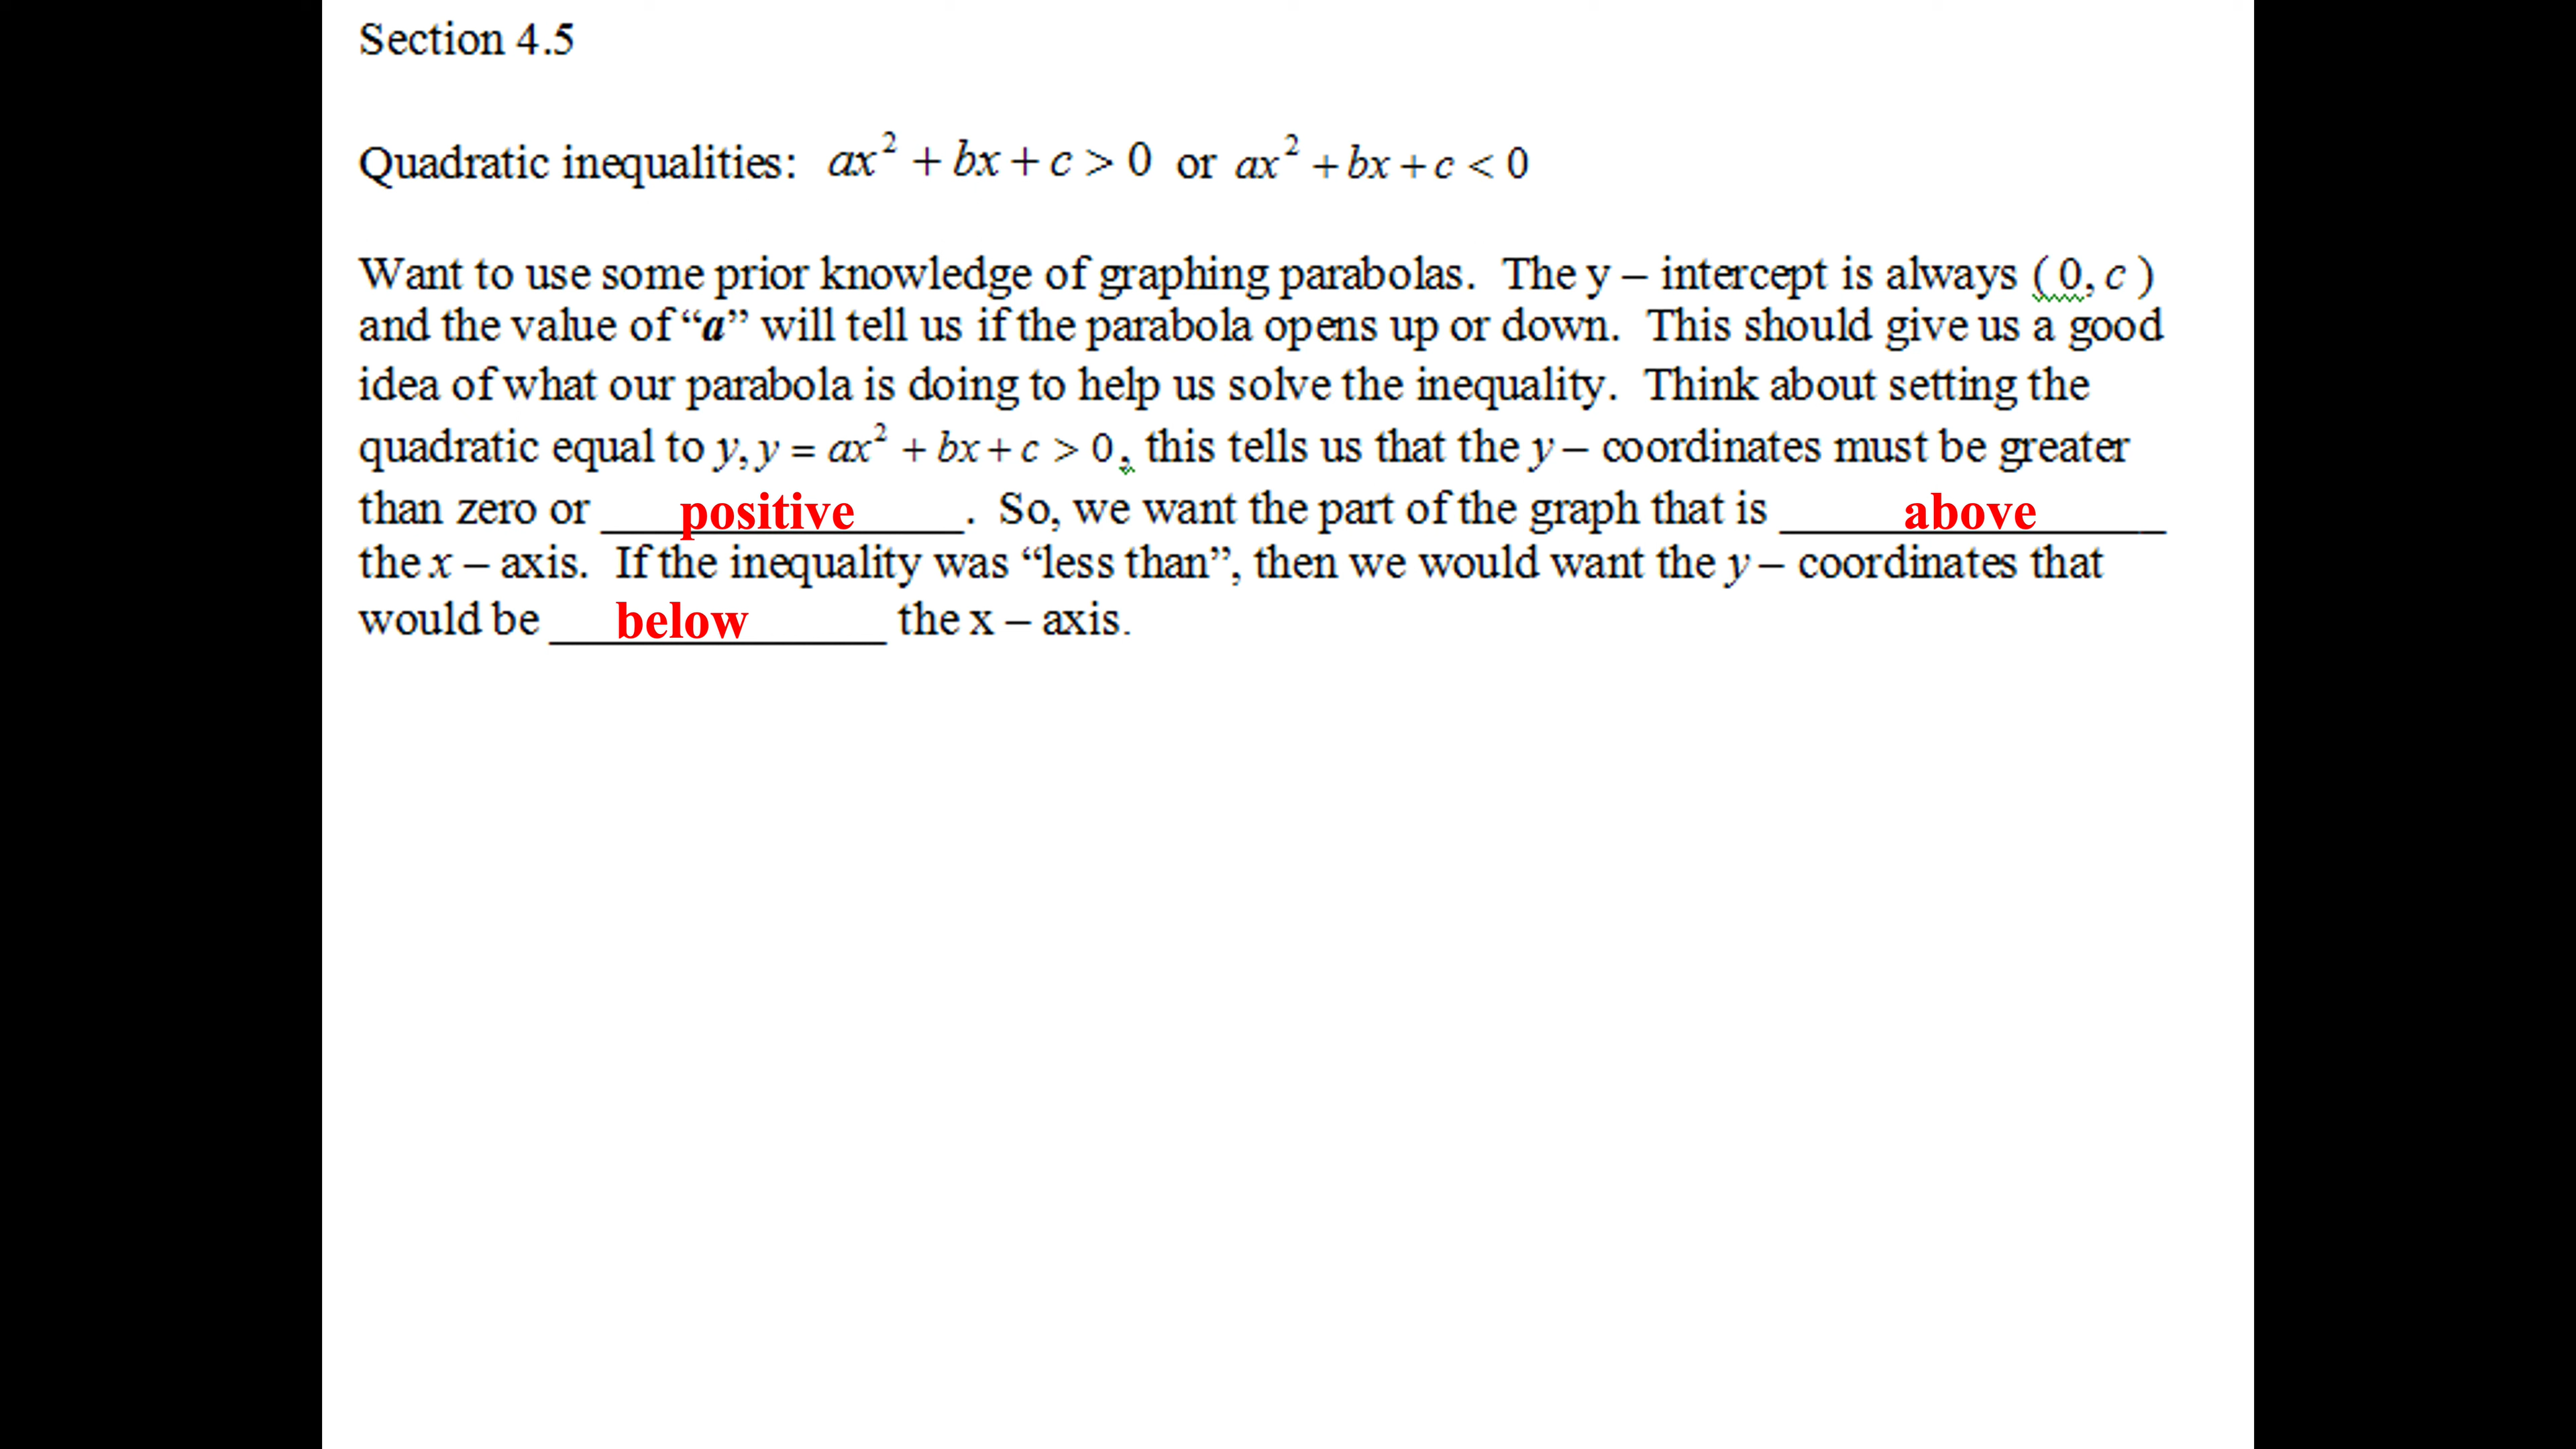 Section 4.5
Quadratic inequalities: ax² + bx + c > 0 or ax² + bx + c < 0
Want to use some prior knowledge of graphing parabolas. The y – intercept is always ( 0, c )
and the value of “a” will tell us if the parabola opens up or down. This should give us a good
idea of what our parabola is doing to help us solve the inequality. Think about setting the
quadratic equal to y, y = ax² + bx + c > 0, this tells us that the y – coordinates must be greater
than zero or ___positive___. So, we want the part of the graph that is ___above___
the x – axis. If the inequality was “less than”, then we would want the y – coordinates that
would be ___below___ the x – axis.